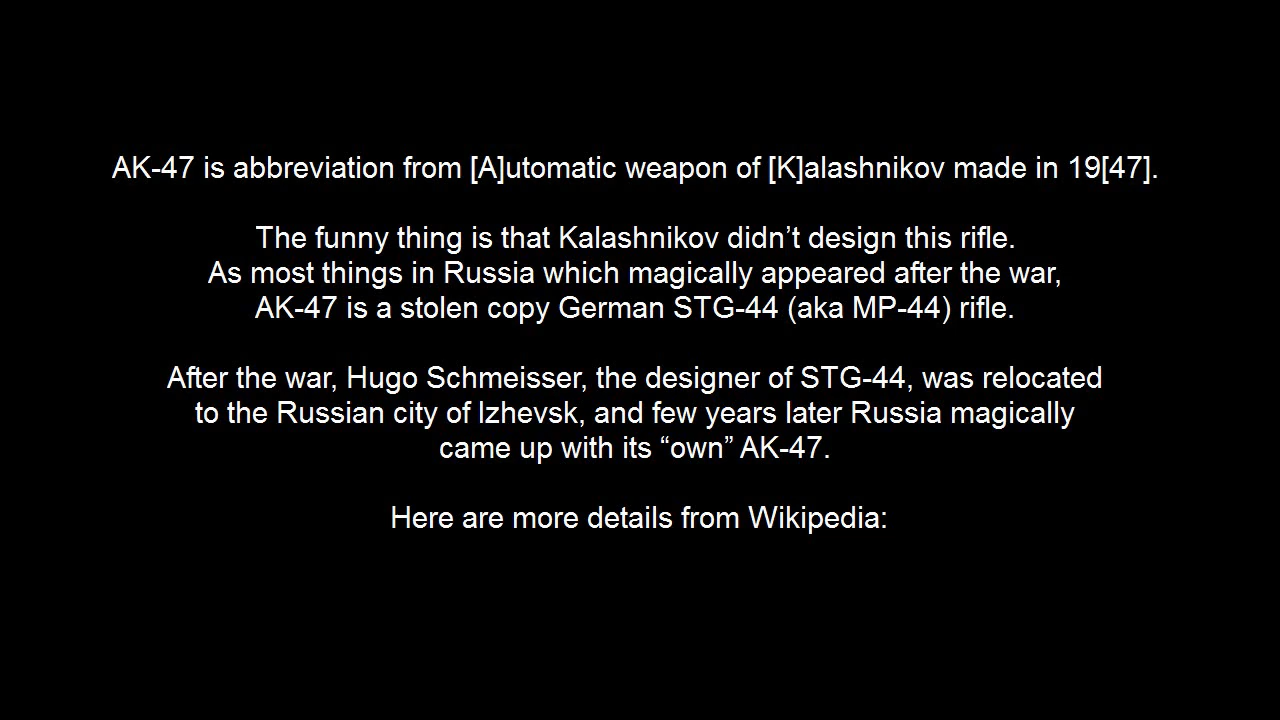 AK-47 is abbreviation from [A]utomatic weapon of [K]alashnikov made in 19[47].
The funny thing is that Kalashnikov didn’t design this rifle.
As most things in Russia which magically appeared after the war,
AK-47 is a stolen copy German STG-44 (aka MP-44) rifle.
After the war, Hugo Schmeisser, the designer of STG-44, was relocated
to the Russian city of Izhevsk, and few years later Russia magically
came up with its “own” AK-47.
Here are more details from Wikipedia: